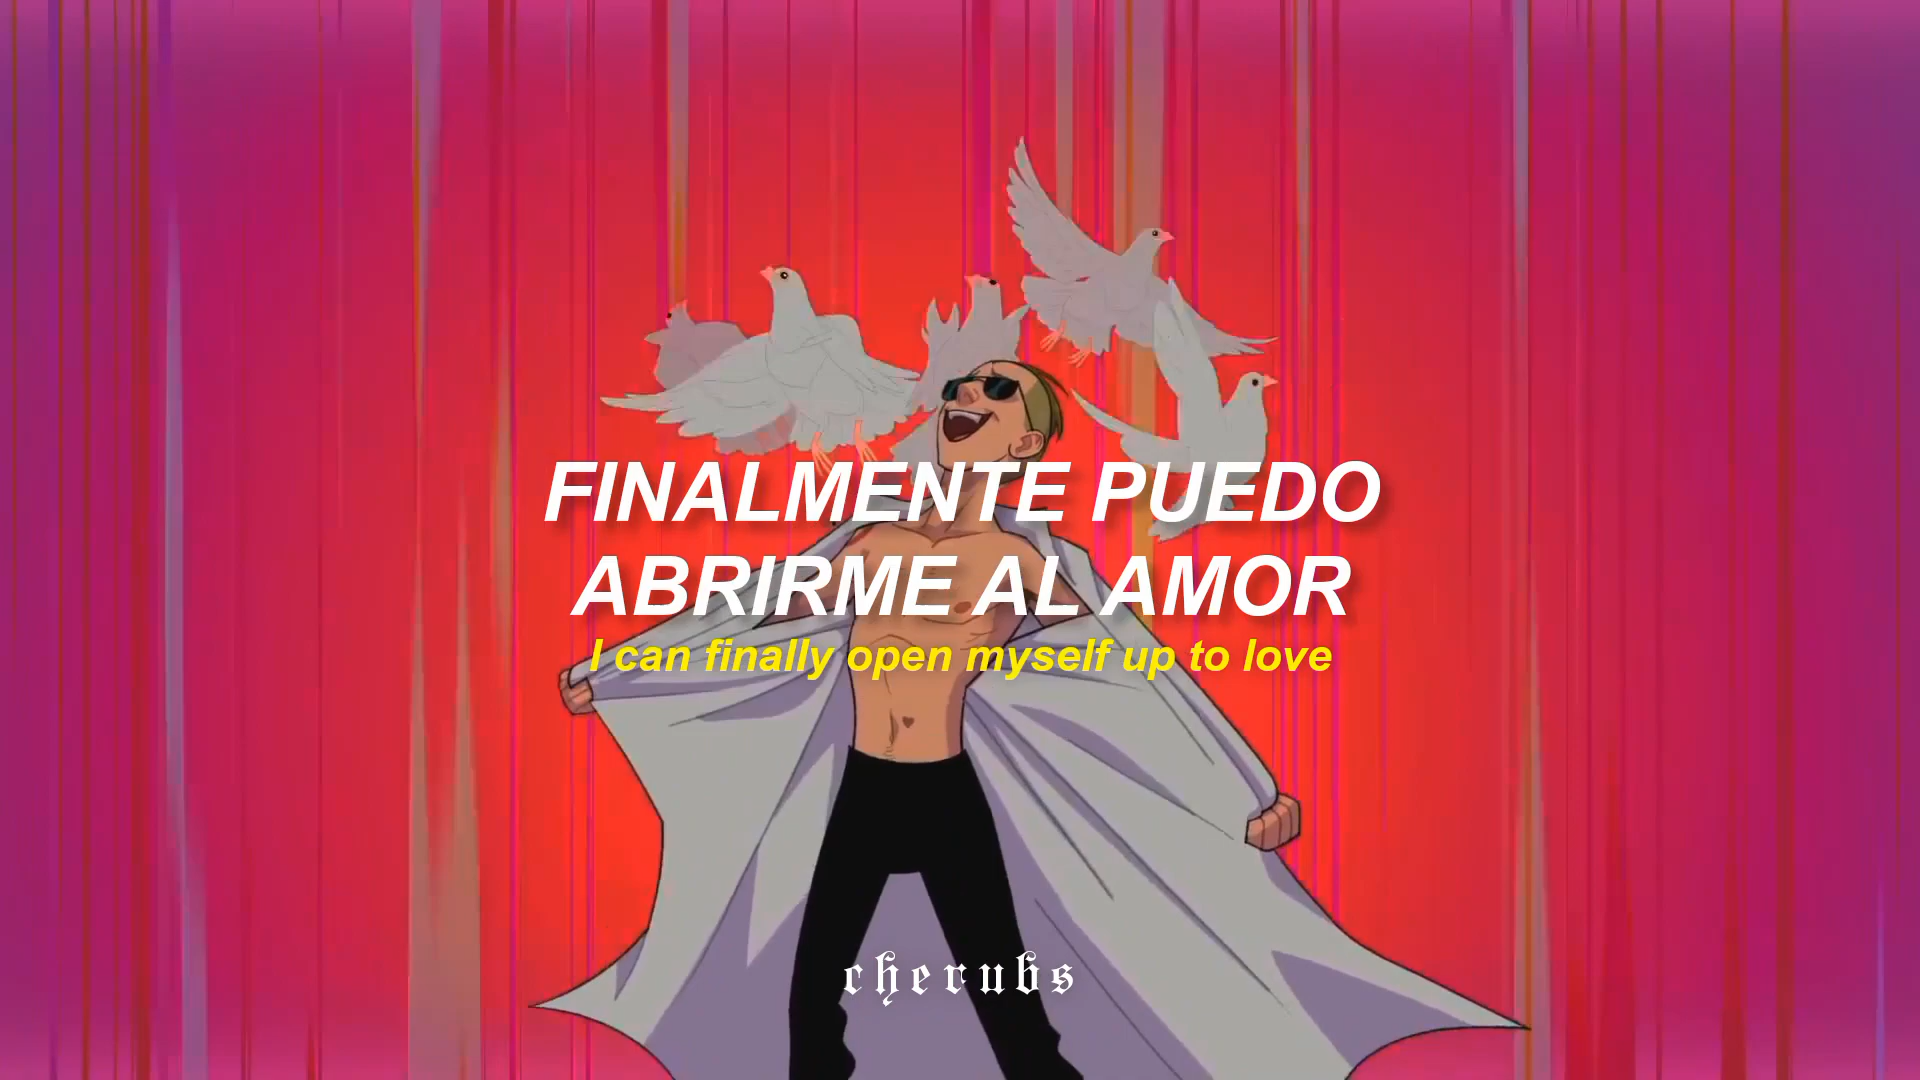 FINALMENTE PUEDO
ABRIRME AL AMOR
I can finally open myself up to love
cherubs